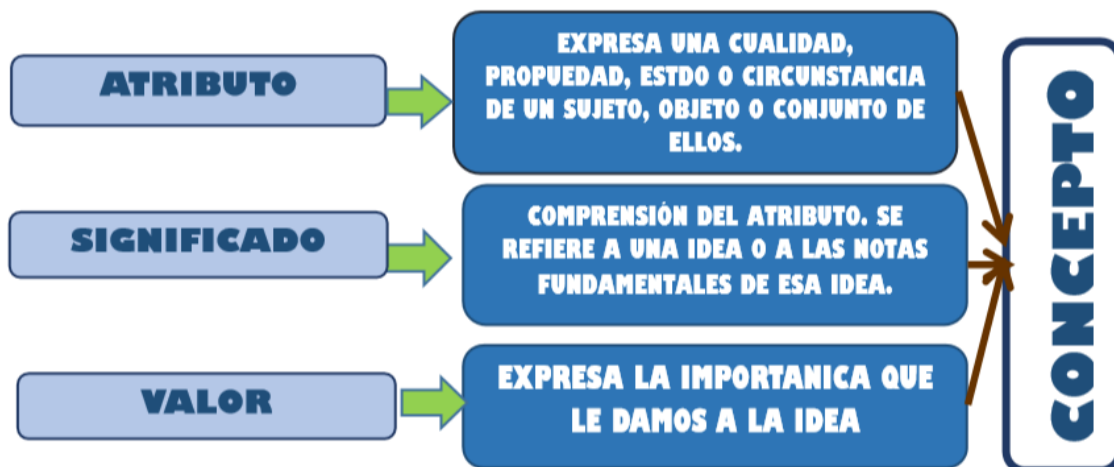 ATRIBUTO
EXPRESA UNA CUALIDAD,
PROPUEDAD, ESTDO O CIRCUNSTANCIA
DE UN SUJETO, OBJETO O CONJUNTO DE
ELLOS.
SIGNIFICADO
COMPRENSIÓN DEL ATRIBUTO. SE
REFIERE A UNA IDEA O A LAS NOTAS
FUNDAMENTALES DE ESA IDEA.
VALOR
EXPRESA LA IMPORTANICA QUE
LE DAMOS A LA IDEA
CONCEPTO